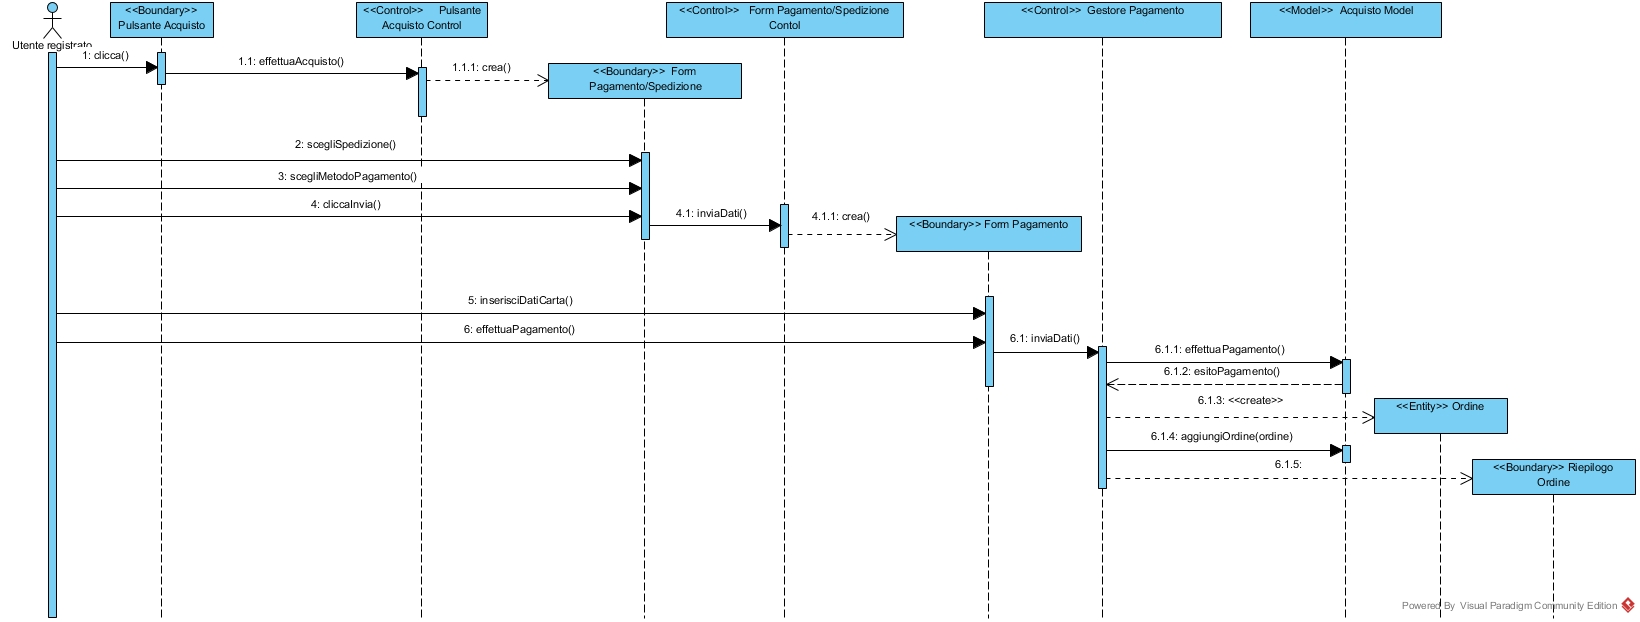 <<Boundary>>
Pulsante Acquisto
<<Control>> Pulsante
Acquisto Control
<<Control>> Form Pagamento/Spedizione
Contol
<<Control>> Gestore Pagamento
<<Model>> Acquisto Model
Utente registrato
1: clicca()
1.1: effettuaAcquisto()
1.1.1: crea()
<<Boundary>> Form
Pagamento/Spedizione
2: scegliSpedizione()
3: scegliMetodoPagamento()
4: cliccaInvia()
4.1: inviaDati()
4.1.1: crea()
<<Boundary>> Form Pagamento
5: inserisciDatiCarta()
6: effettuaPagamento()
6.1: inviaDati()
6.1.1: effettuaPagamento()
6.1.2: esitoPagamento()
6.1.3: <<create>>
<<Entity>> Ordine
6.1.4: aggiungiOrdine(ordine)
6.1.5:
<<Boundary>> Riepilogo
Ordine
Powered By Visual Paradigm Community Edition